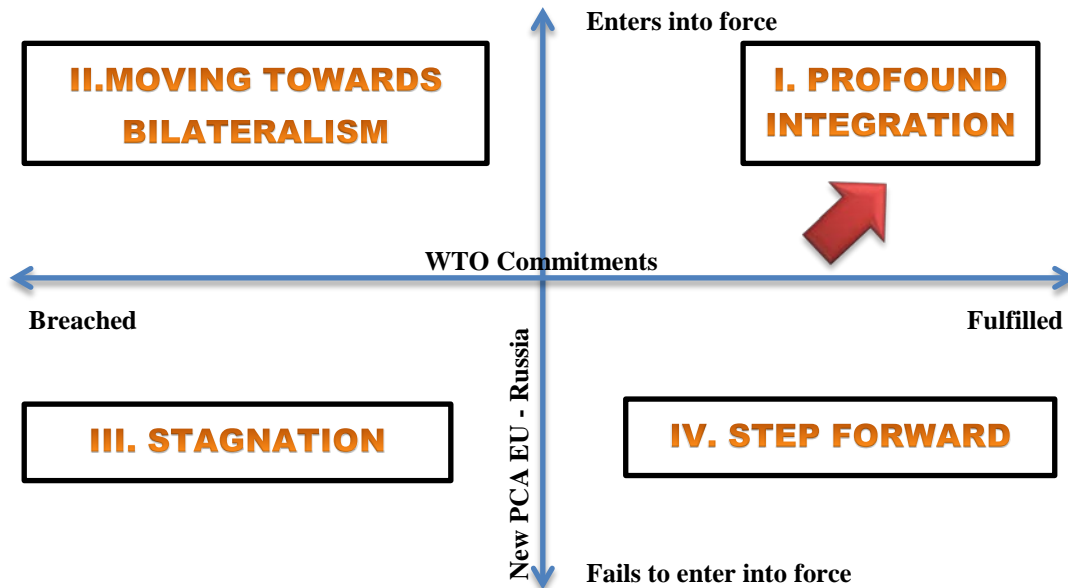 Enters into force
II.MOVING TOWARDS
BILATERALISM
I. PROFOUND
INTEGRATION
WTO Commitments
Breached
Fulfilled
New PCA EU - Russia
III. STAGNATION
IV. STEP FORWARD
Fails to enter into force